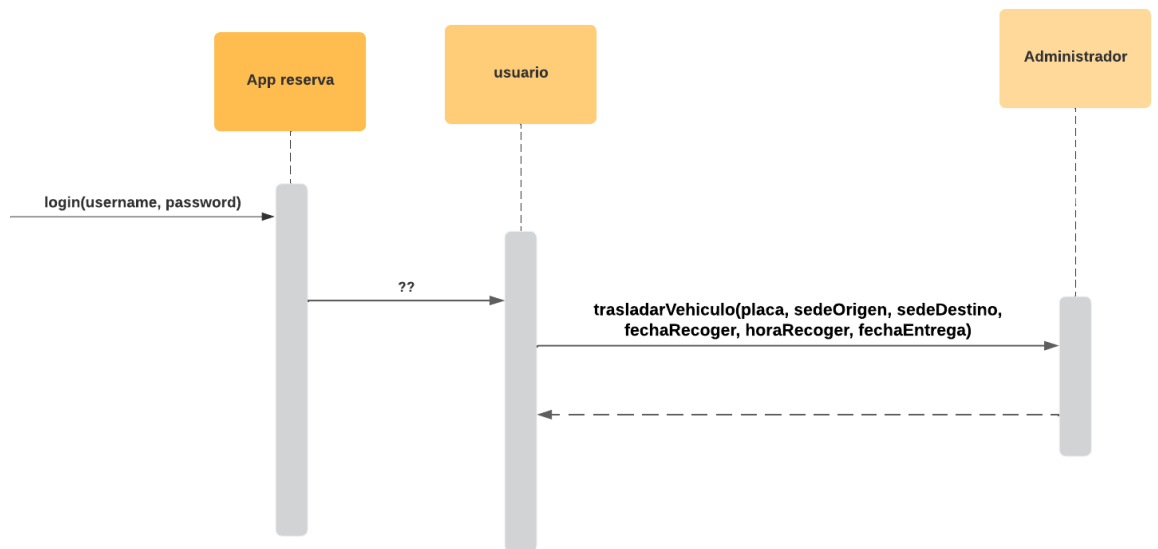 App reserva
usuario
Administrador
login(username, password)
??
trasladarVehiculo(placa, sedeOrigen, sedeDestino,
fechaRecoger, horaRecoger, fechaEntrega)